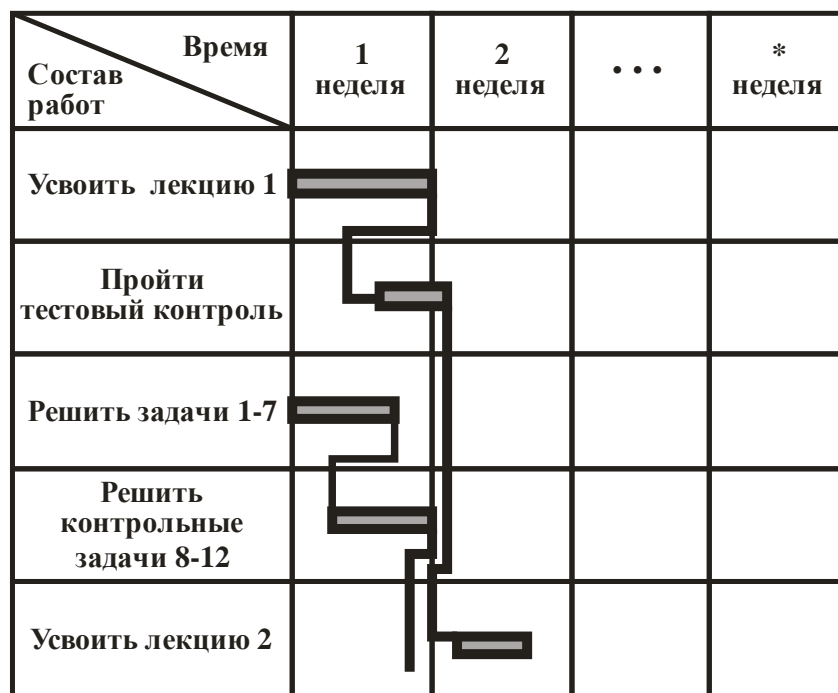 Время
Состав
работ
1
неделя
2
неделя
...
*
неделя
Усвоить лекцию 1
Пройти
тестовый контроль
Решить задачи 1-7
Решить
контрольные
задачи 8-12
Усвоить лекцию 2